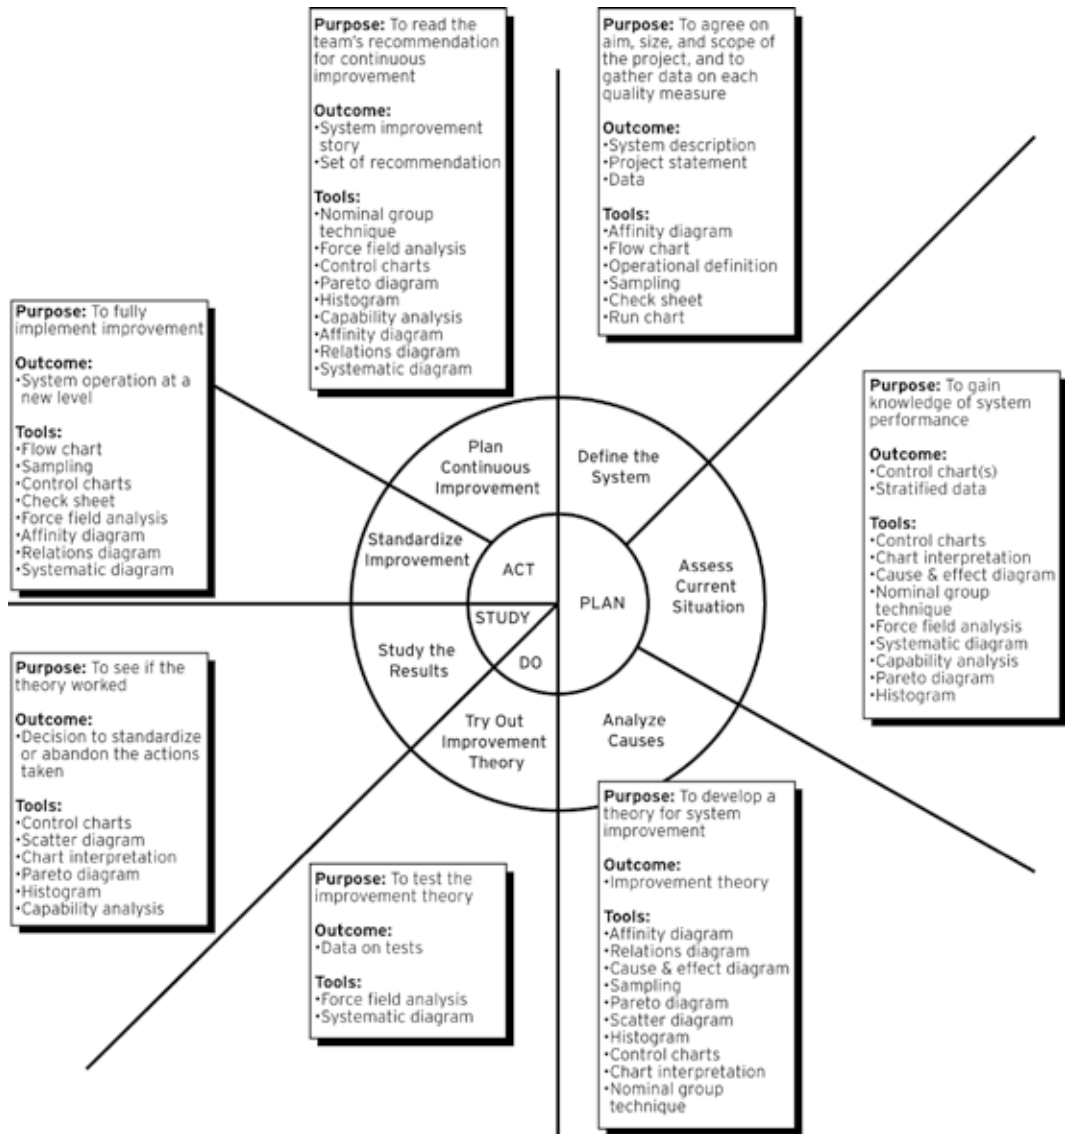 Purpose: To read the
team's recommendation
for continuous
improvement
Outcome:
•System improvement
story
•Set of recommendation
Tools:
•Nominal group
technique
•Force field analysis
•Control charts
•Pareto diagram
•Histogram
•Capability analysis
•Affinity diagram
•Relations diagram
•Systematic diagram
Purpose: To agree on
aim, size, and scope of
the project, and to
gather data on each
quality measure
Outcome:
•System description
•Project statement
•Data
Tools:
•Affinity diagram
•Flow chart
•Operational definition
•Sampling
•Check sheet
•Run chart
Purpose: To fully
implement improvement
Outcome:
•System operation at a
new level
Tools:
•Flow chart
•Sampling
•Control charts
•Check sheet
•Force field analysis
•Affinity diagram
•Relations diagram
•Systematic diagram
Purpose: To gain
knowledge of system
performance
Outcome:
•Control chart(s)
•Stratified data
Tools:
•Control charts
•Chart interpretation
•Cause & effect diagram
•Nominal group
technique
•Force field analysis
•Systematic diagram
•Capability analysis
•Pareto diagram
•Histogram
Plan
Continuous
Improvement
Define the
System
Standardize
Improvement
Assess
Current
Situation
ACT
PLAN
STUDY
DO
Study the
Results
Try Out
Improvement
Theory
Analyze
Causes
Purpose: To see if the
theory worked
Outcome:
•Decision to standardize
or abandon the actions
taken
Tools:
•Control charts
•Scatter diagram
•Chart interpretation
•Pareto diagram
•Histogram
•Capability analysis
Purpose: To test the
improvement theory
Outcome:
•Data on tests
Tools:
•Force field analysis
•Systematic diagram
Purpose: To develop a
theory for system
improvement
Outcome:
•Improvement theory
Tools:
•Affinity diagram
•Relations diagram
•Cause & effect diagram
•Sampling
•Pareto diagram
•Scatter diagram
•Histogram
•Control charts
•Chart interpretation
•Nominal group
technique